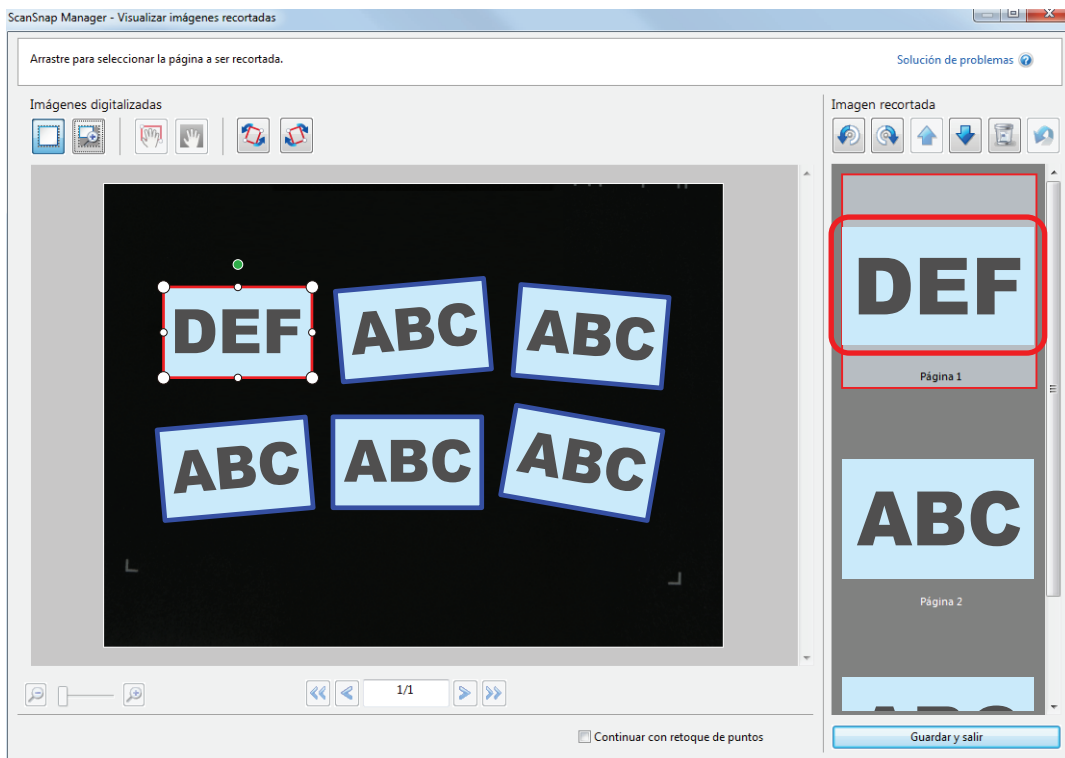 ScanSnap Manager - Visualizar imágenes recortadas
Arrastre para seleccionar la página a ser recortada.
Solución de problemas
Imágenes digitalizadas
Imagen recortada
DEF
ABC
ABC
ABC
ABC
ABC
DEF
Página 1
ABC
Página 2
1/1
Continuar con retoque de puntos
Guardar y salir